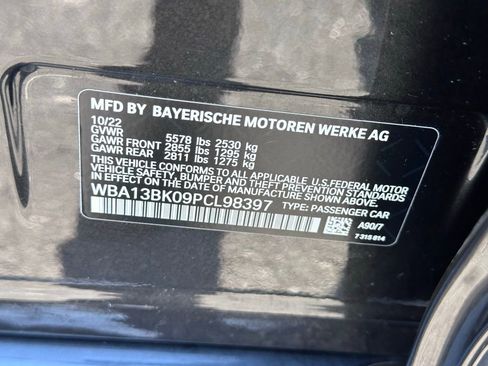 MFD BY BAYERISCHE MOTOREN WERKE AG
10/22
GVWR 5578 lbs 2530 kg
GAWR FRONT 2855 lbs 1295 kg
GAWR REAR 2811 lbs 1275 kg
THIS VEHICLE CONFORMS TO ALL APPLICABLE U.S.FEDERAL MOTOR
VEHICLE SAFETY, BUMPER, AND THEFT PREVENTION STANDARDS
IN EFFECT ON THE DATE OF MANUFACTURE SHOWN ABOVE.
WBA13BK09PCL98397 TYPE: PASSENGER CAR
A90/7
7 315 814